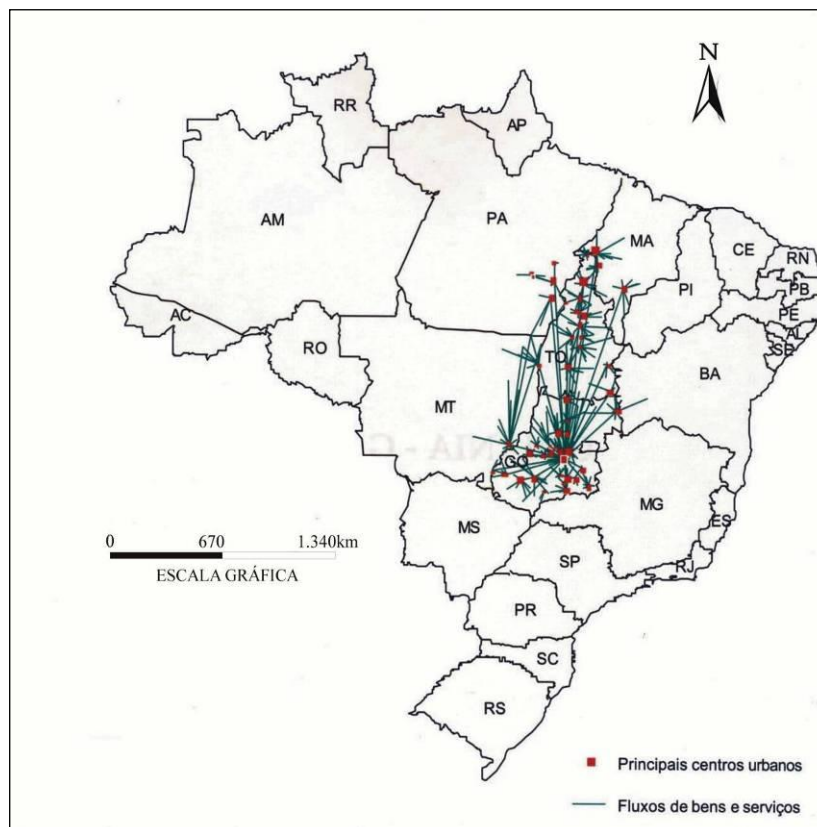 N
RR
AP
AM
PA
MA
CE
RN
PB
PI
PE
AC
AL
SE
RO
TO
BA
MT
GO
MG
ES
MS
0 670 1.340km
ESCALA GRÁFICA
SP
RJ
PR
SC
RS
Principais centros urbanos
Fluxos de bens e serviços